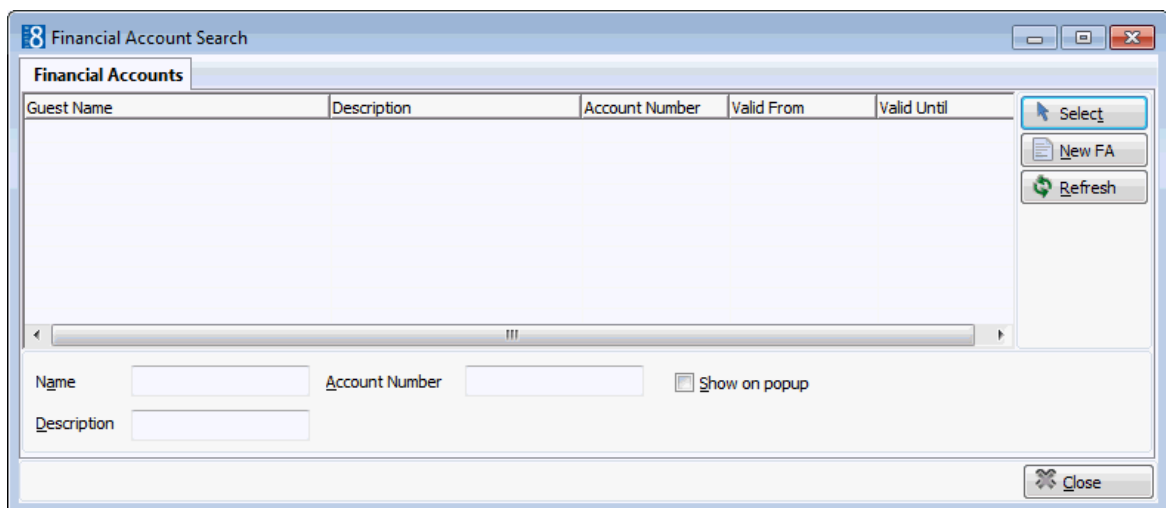 8 Financial Account Search
Financial Accounts
Guest Name Description Account Number Valid From Valid Until
Select
New FA
Refresh
Name Account Number Show on popup
Description
Close